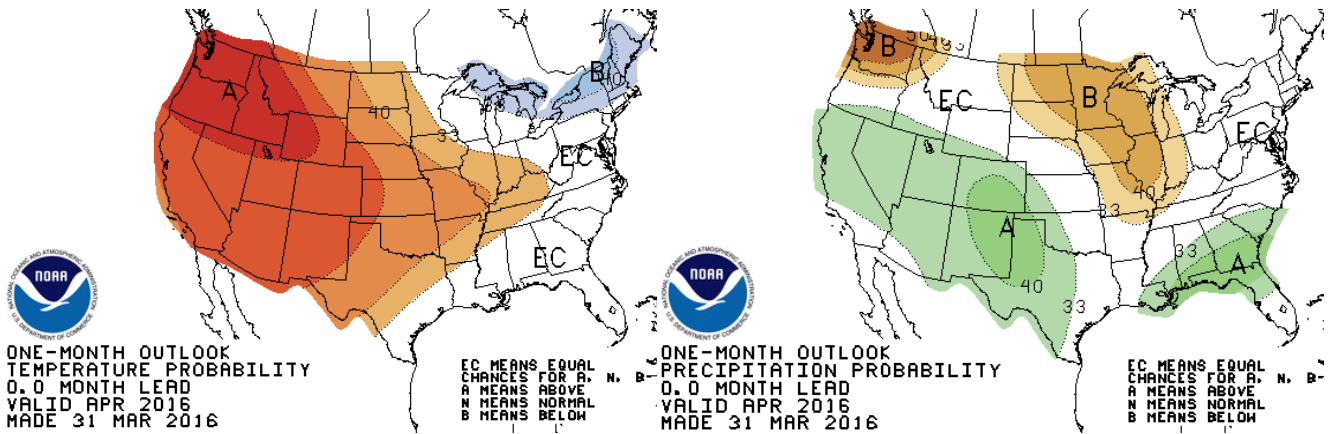 A
40
33
EC
EC
B
40
NATIONAL OCEANIC AND ATMOSPHERIC ADMINISTRATION
NOAA
U.S. DEPARTMENT OF COMMERCE
ONE-MONTH OUTLOOK
TEMPERATURE PROBABILITY
0.0 MONTH LEAD
VALID APR 2016
MADE 31 MAR 2016
EC MEANS EQUAL
CHANCES FOR A, N, B
A MEANS ABOVE
N MEANS NORMAL
B MEANS BELOW
B
50
33
EC
B
EC
40
33
A
40
33
33
A
NATIONAL OCEANIC AND ATMOSPHERIC ADMINISTRATION
NOAA
U.S. DEPARTMENT OF COMMERCE
ONE-MONTH OUTLOOK
PRECIPITATION PROBABILITY
0.0 MONTH LEAD
VALID APR 2016
MADE 31 MAR 2016
EC MEANS EQUAL
CHANCES FOR A, N, B
A MEANS ABOVE
N MEANS NORMAL
B MEANS BELOW